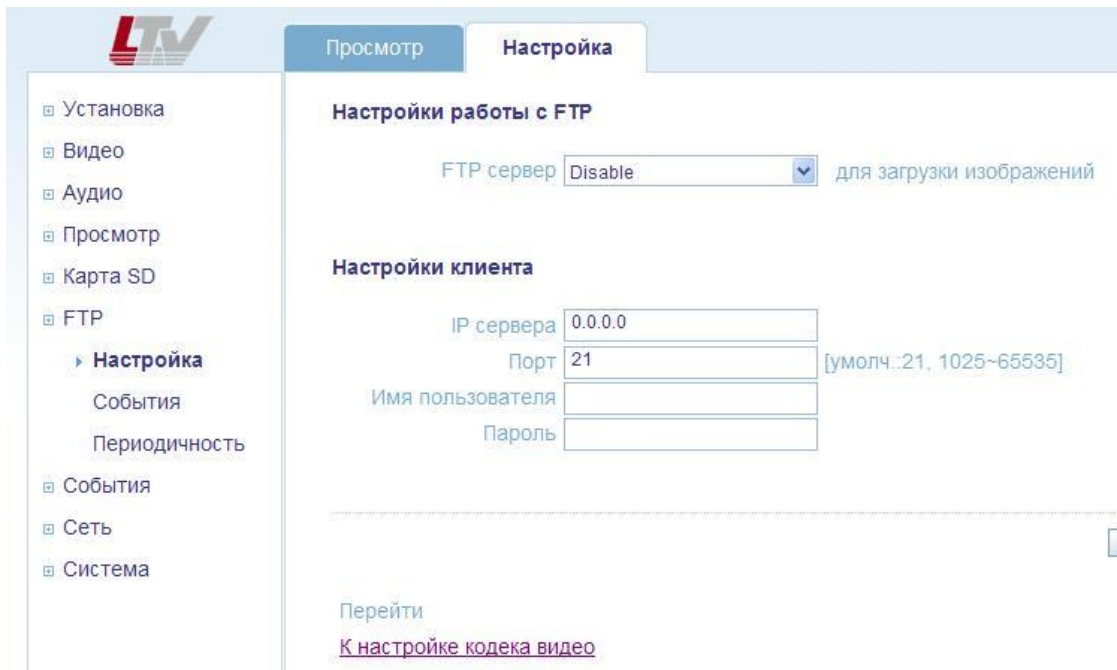 LTV
Просмотр
Настройка
Установка
Видео
Аудио
Просмотр
Карта SD
FTP
Настройка
События
Периодичность
События
Сеть
Система
Настройки работы с FTP
FTP сервер Disable для загрузки изображений
Настройки клиента
IP сервера 0.0.0.0
Порт 21 [умолч.:21, 1025~65535]
Имя пользователя
Пароль
Перейти
К настройке кодека видео